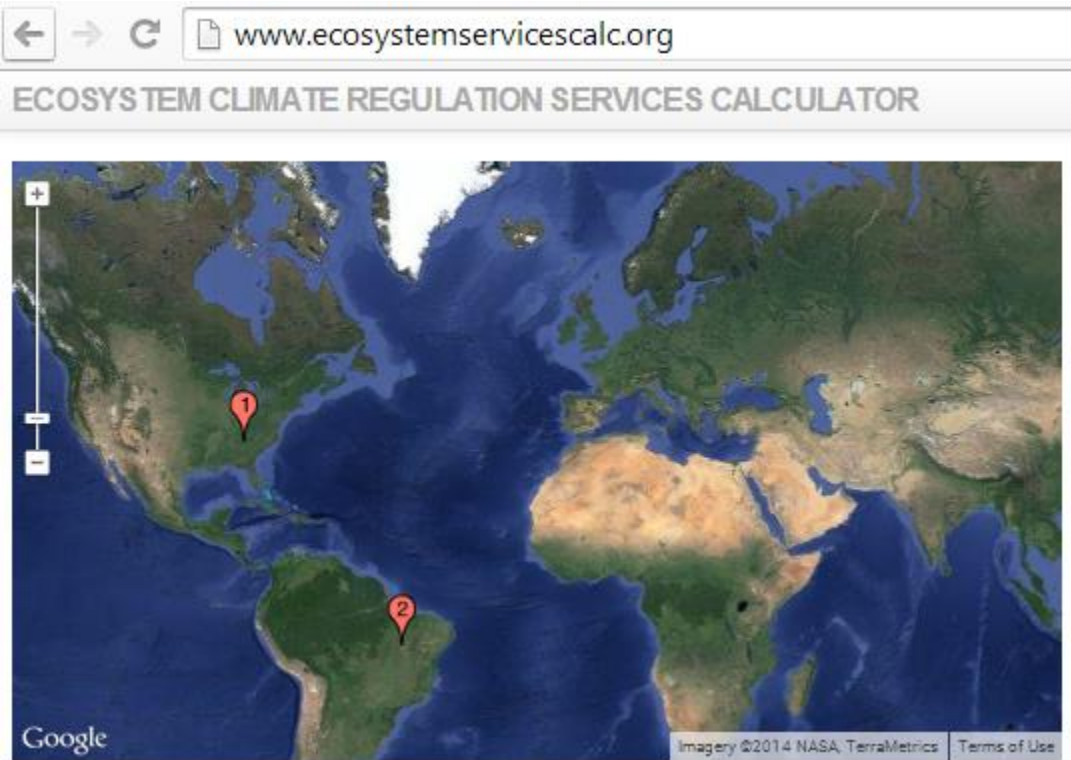 www.ecosystemservicescalc.org
ECOSYSTEM CLIMATE REGULATION SERVICES CALCULATOR
+
1
−
2
Google
Imagery ©2014 NASA, TerraMetrics
Terms of Use